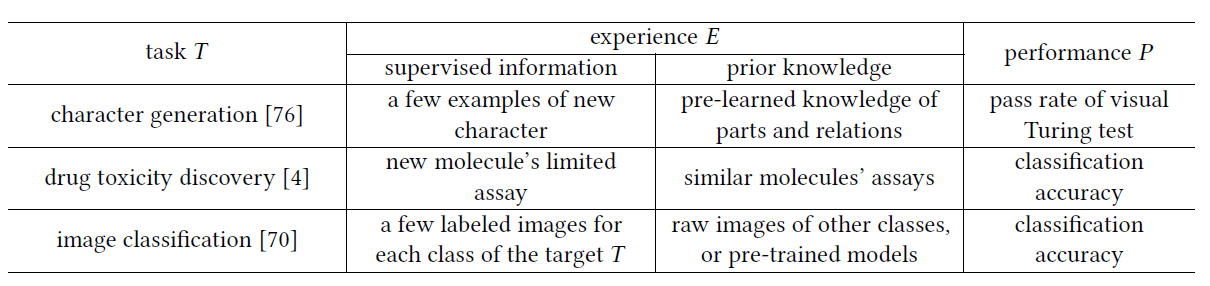 task T
experience E
performance P
supervised information
prior knowledge
character generation [76]
a few examples of new
character
pre-learned knowledge of
parts and relations
pass rate of visual
Turing test
drug toxicity discovery [4]
new molecule's limited
assay
similar molecules' assays
classification
accuracy
image classification [70]
a few labeled images for
each class of the target T
raw images of other classes,
or pre-trained models
classification
accuracy